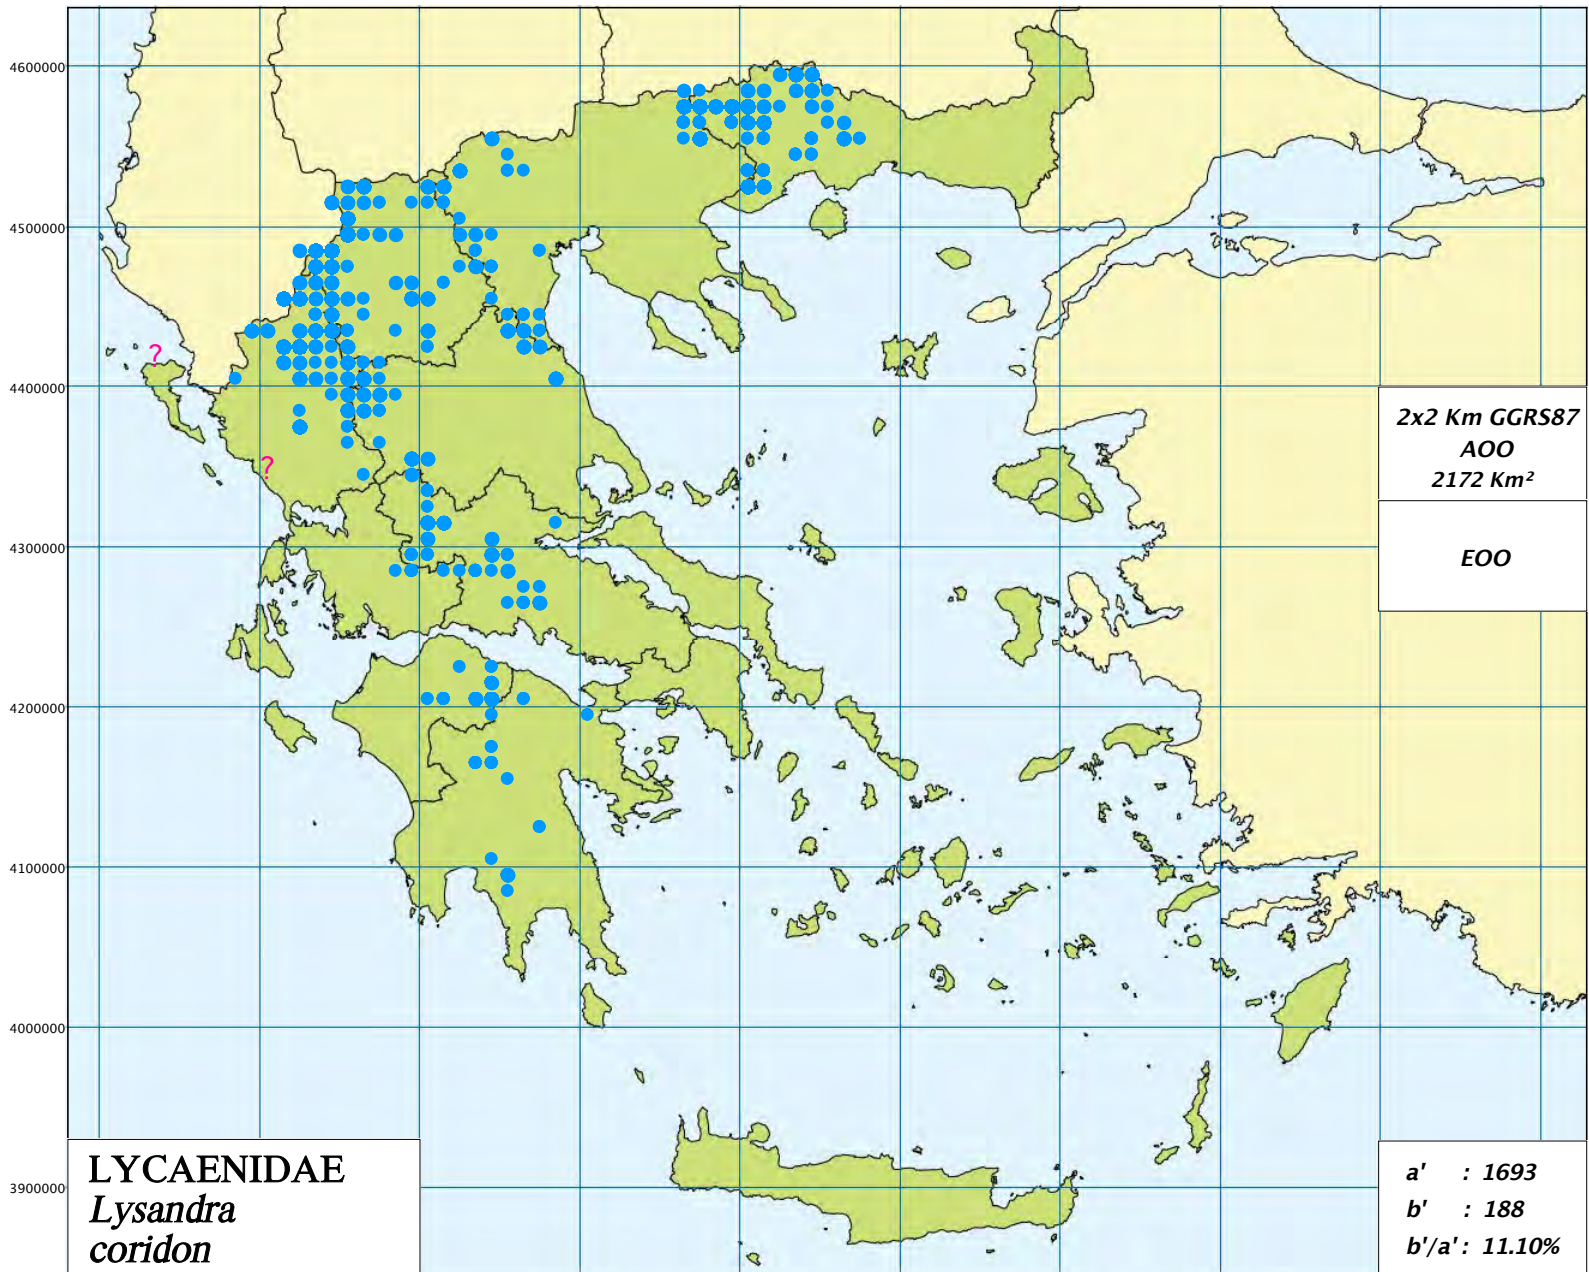 4600000
4500000
?
4400000
2x2 Km GGRS87
AOO
2172 Km²
?
4300000
EOO
4200000
4100000
4000000
3900000
LYCAENIDAE
Lysandra
coridon
a' : 1693
b' : 188
b'/a' : 11.10%